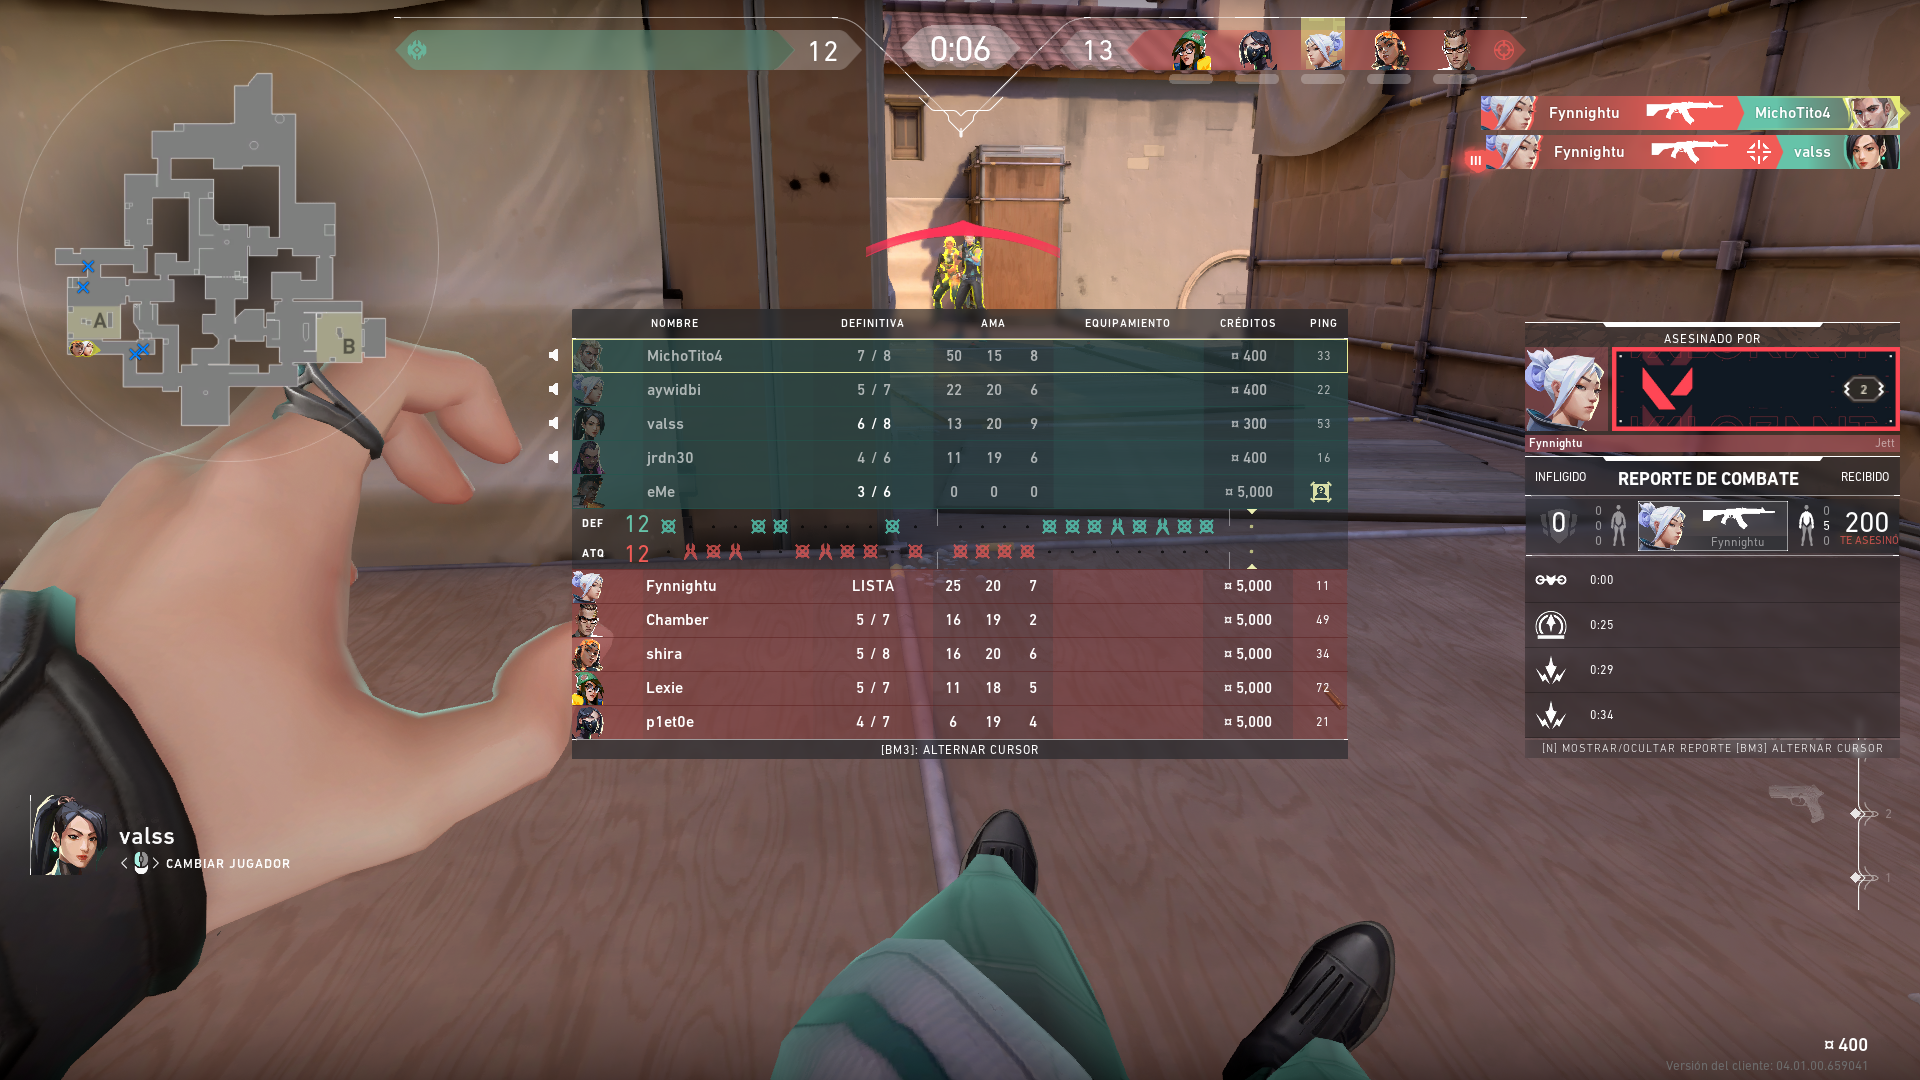 12
0:06
13
Fynnightu MichoTito4
III Fynnightu valss
A
B
NOMBRE DEFINITIVA AMA EQUIPAMIENTO CRÉDITOS PING
MichoTito4 7 / 8 50 15 8 ¤ 400 33
aywidbi 5 / 7 22 20 6 ¤ 400 22
valss 6 / 8 13 20 9 ¤ 300 53
jrdn30 4 / 6 11 19 6 ¤ 400 16
eMe 3 / 6 0 0 0 ¤ 5,000
DEF 12
ATQ 12
Fynnightu LISTA 25 20 7 ¤ 5,000 11
Chamber 5 / 7 16 19 2 ¤ 5,000 49
shira 5 / 8 16 20 6 ¤ 5,000 34
Lexie 5 / 7 11 18 5 ¤ 5,000 72
p1et0e 4 / 7 6 19 4 ¤ 5,000 21
[BM3]: ALTERNAR CURSOR
ASESINADO POR
2
Fynnightu Jett
INFLIGIDO REPORTE DE COMBATE RECIBIDO
0 0 0 0 Fynnightu 0 5 0 200 TE ASESINÓ
0:00
0:25
0:29
0:34
[N] MOSTRAR/OCULTAR REPORTE [BM3] ALTERNAR CURSOR
2
1
valss
CAMBIAR JUGADOR
¤ 400
Versión del cliente: 04.01.00.659041